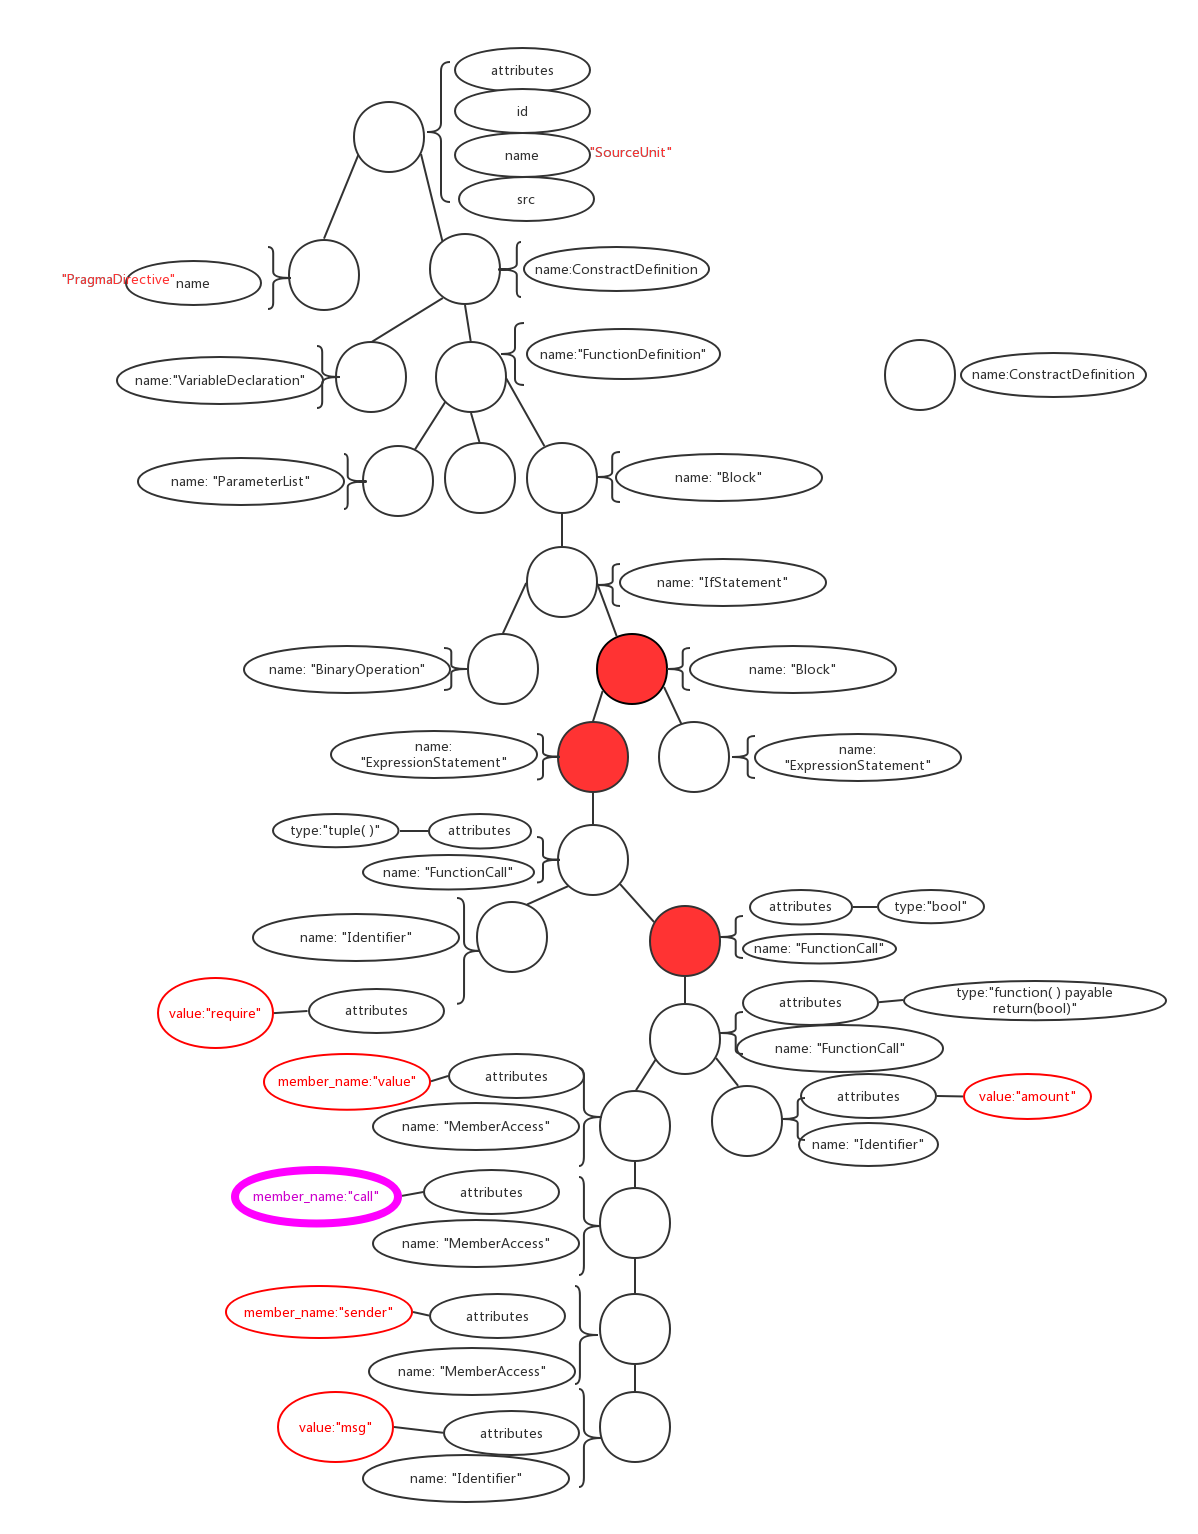 attributes
id
name
"SourceUnit"
src
"PragmaDirective"
name
name:ConstractDefinition
name:"VariableDeclaration"
name:"FunctionDefinition"
name:ConstractDefinition
name: "ParameterList"
name: "Block"
name: "IfStatement"
name: "BinaryOperation"
name: "Block"
name:
"ExpressionStatement"
name:
"ExpressionStatement"
type:"tuple( )"
attributes
name: "FunctionCall"
name: "Identifier"
attributes
type:"bool"
name: "FunctionCall"
value:"require"
attributes
attributes
type:"function( ) payable
return(bool)"
name: "FunctionCall"
member_name:"value"
attributes
name: "MemberAccess"
attributes
value:"amount"
name: "Identifier"
member_name:"call"
attributes
name: "MemberAccess"
member_name:"sender"
attributes
name: "MemberAccess"
value:"msg"
attributes
name: "Identifier"